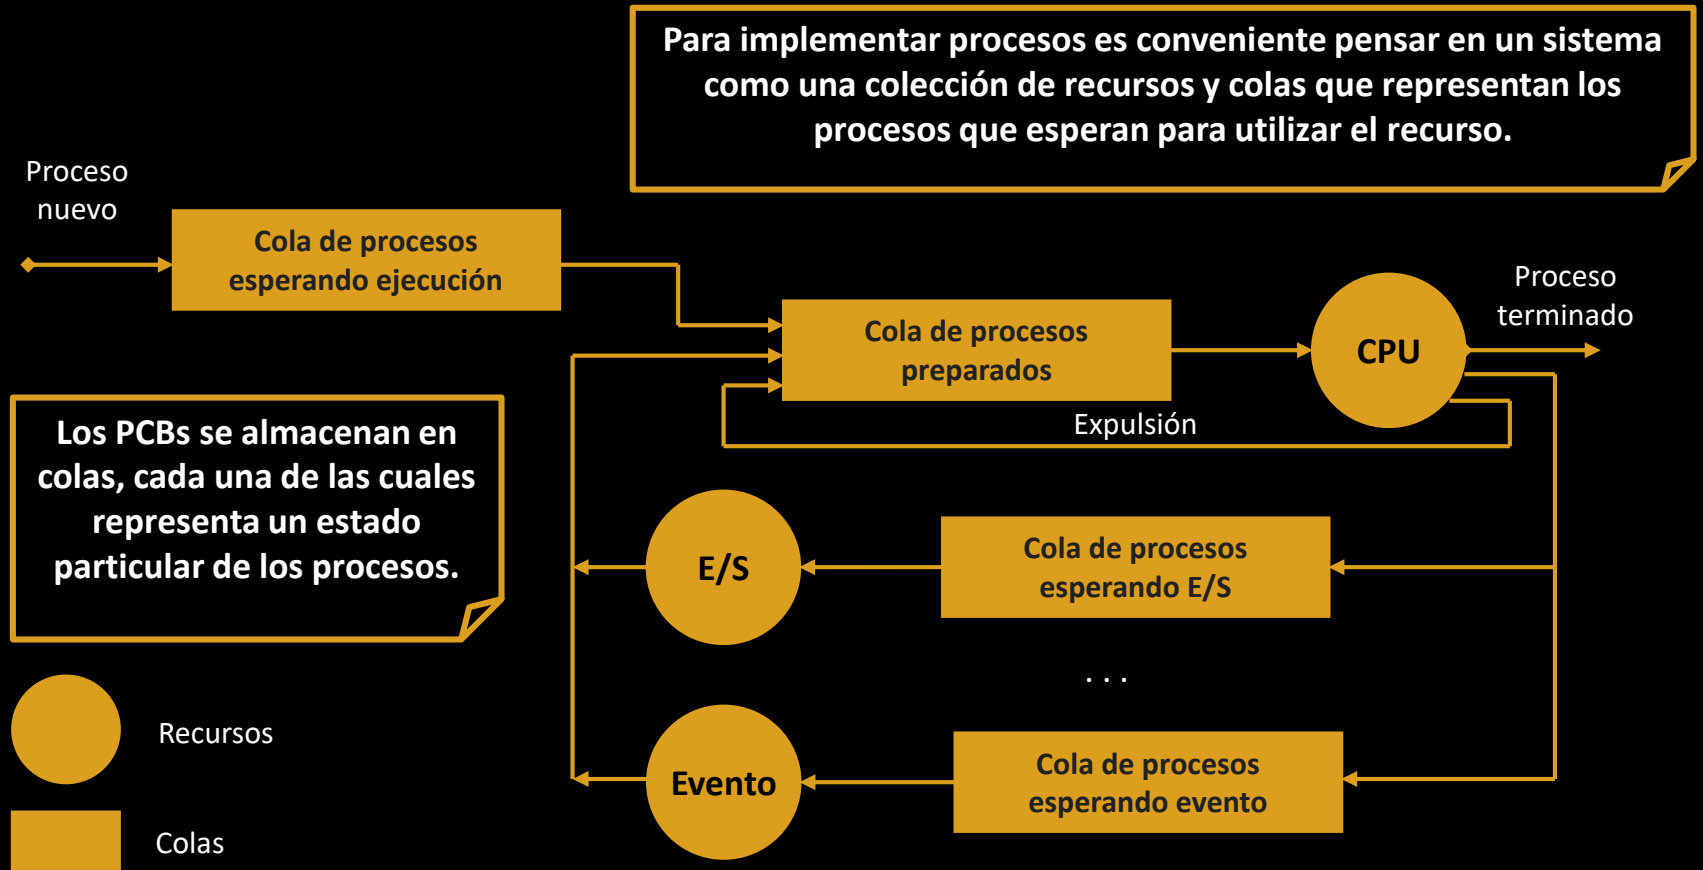 Para implementar procesos es conveniente pensar en un sistema
como una colección de recursos y colas que representan los
procesos que esperan para utilizar el recurso.
Proceso
nuevo
Cola de procesos
esperando ejecución
Cola de procesos
preparados
CPU
Proceso
terminado
Expulsión
Los PCBs se almacenan en
colas, cada una de las cuales
representa un estado
particular de los procesos.
E/S
Cola de procesos
esperando E/S
. . .
Evento
Cola de procesos
esperando evento
Recursos
Colas